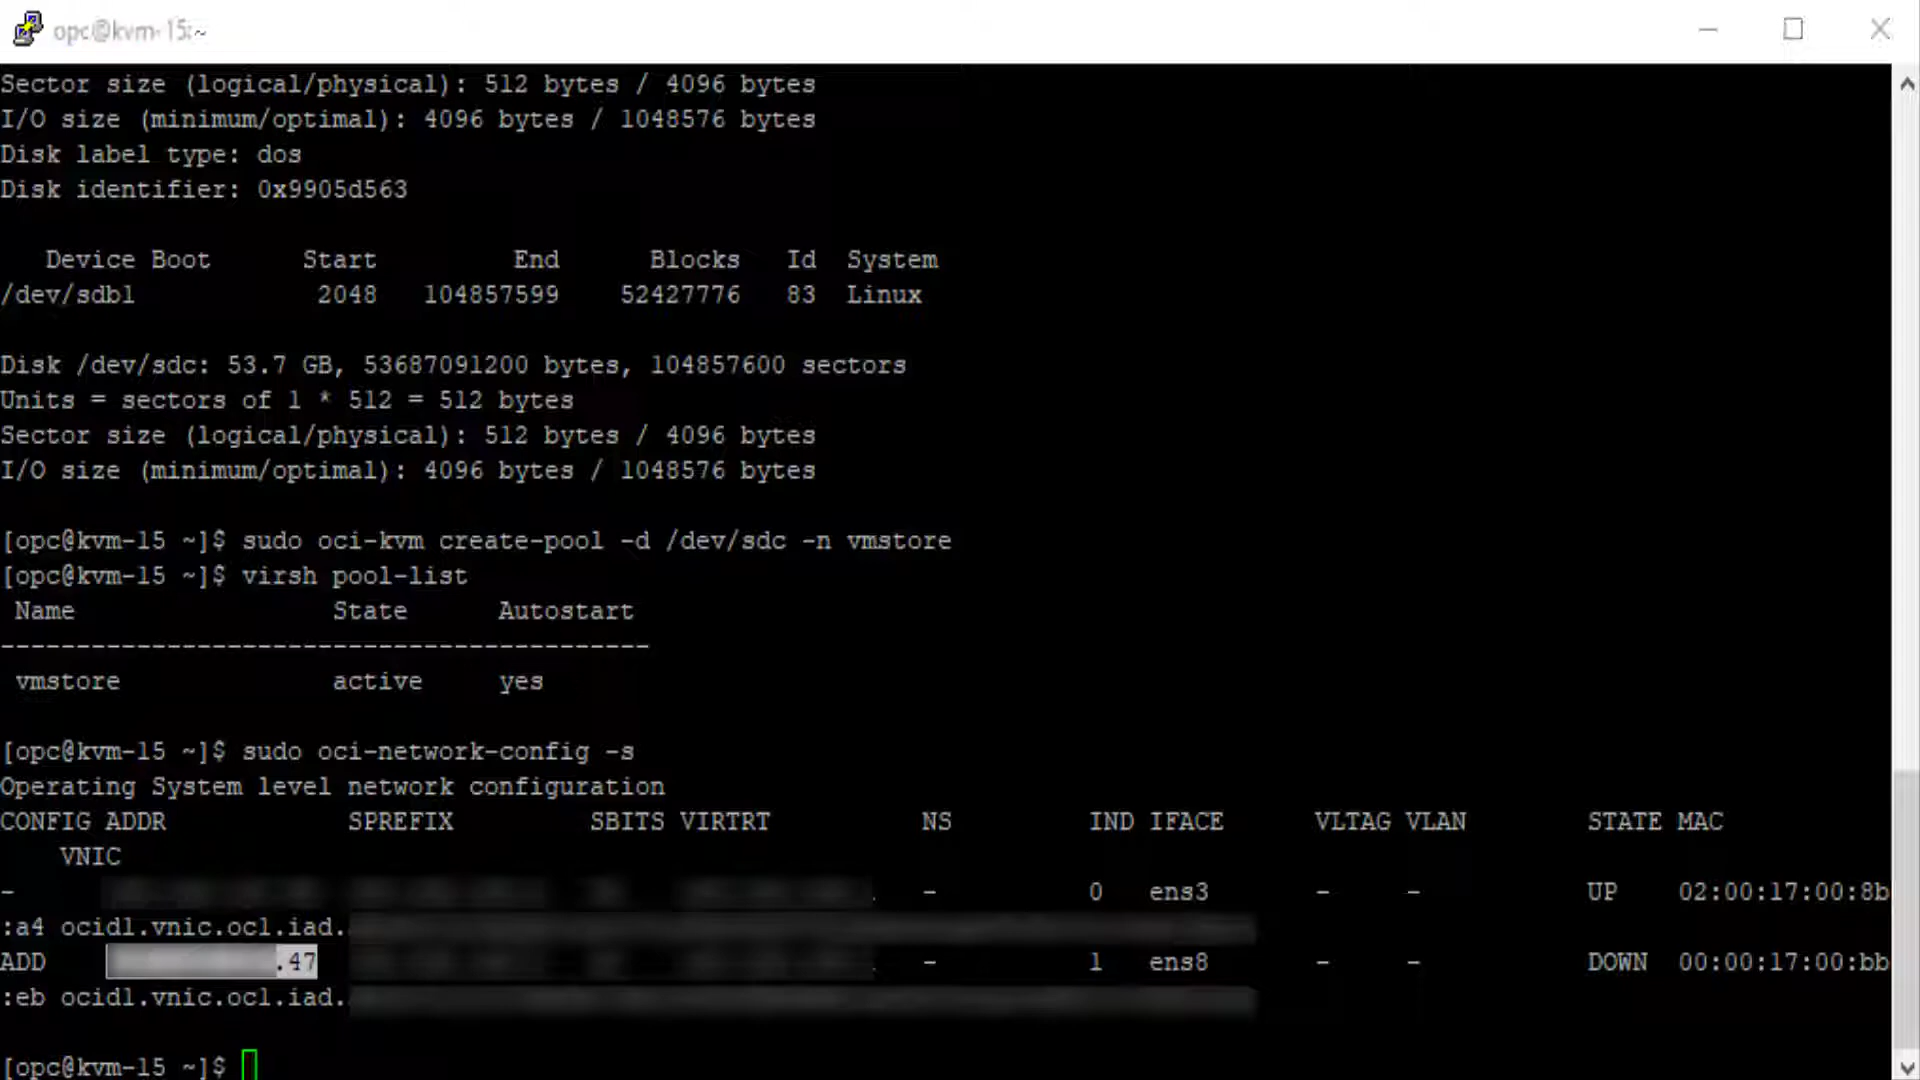 opc@kvm-15:~
Sector size (logical/physical): 512 bytes / 4096 bytes
I/O size (minimum/optimal): 4096 bytes / 1048576 bytes
Disk label type: dos
Disk identifier: 0x9905d563
Device Boot Start End Blocks Id System
/dev/sdb1 2048 104857599 52427776 83 Linux
Disk /dev/sdc: 53.7 GB, 53687091200 bytes, 104857600 sectors
Units = sectors of 1 * 512 = 512 bytes
Sector size (logical/physical): 512 bytes / 4096 bytes
I/O size (minimum/optimal): 4096 bytes / 1048576 bytes
[opc@kvm-15 ~]$ sudo oci-kvm create-pool -d /dev/sdc -n vmstore
[opc@kvm-15 ~]$ virsh pool-list
Name State Autostart
-------------------------------------------
vmstore active yes
[opc@kvm-15 ~]$ sudo oci-network-config -s
Operating System level network configuration
CONFIG ADDR SPREFIX SBITS VIRTRT NS IND IFACE VLTAG VLAN STATE MAC
VNIC
- - 0 ens3 - - UP 02:00:17:00:8b
:a4 ocid1.vnic.oc1.iad.
ADD .47 - 1 ens8 - - DOWN 00:00:17:00:bb
:eb ocid1.vnic.oc1.iad.
[opc@kvm-15 ~]$